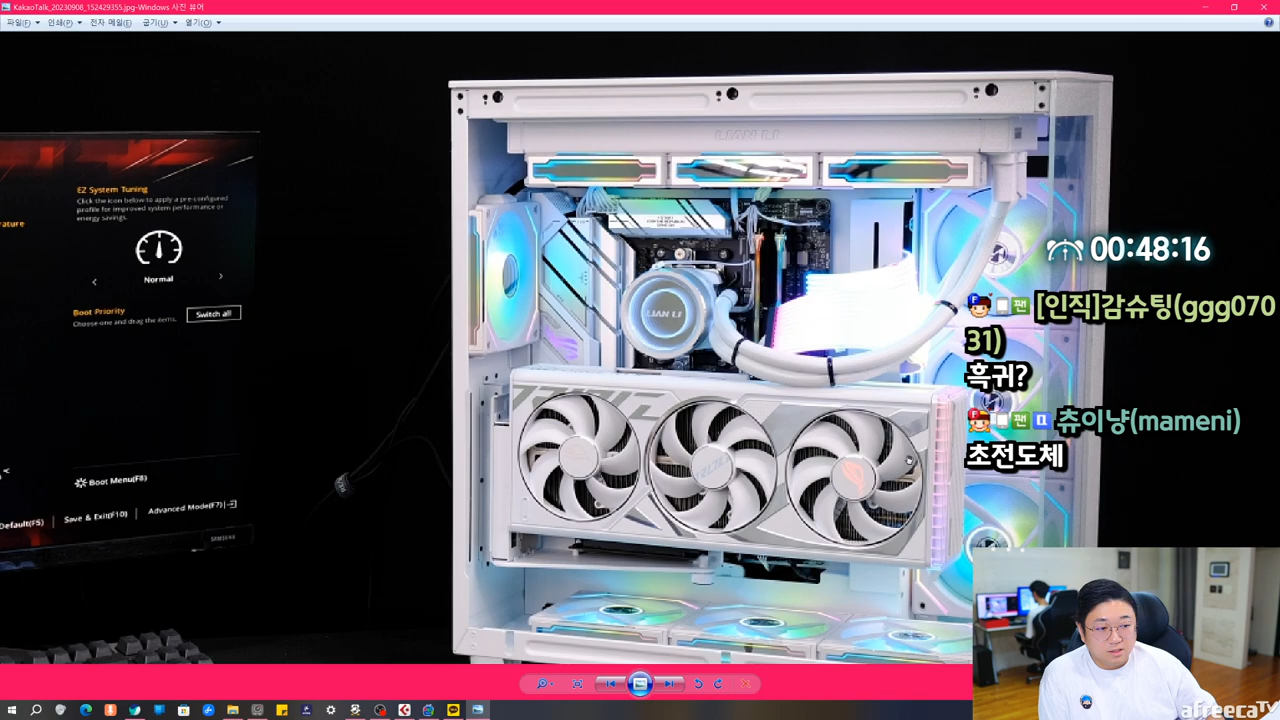 KakaoTalk_20230908_152429355.jpg-Windows 사진 뷰어
파일(F) 인쇄(P) 전자 메일(E) 굽기(U) 열기(O)
LIAN LI
EZ System Tuning
Click the icon below to apply a pre-configured
profile for improved system performance or
energy savings.
rature
Normal
Boot Priority
Choose one and drag the items.
Switch all
Boot Menu(F8)
Default(F5)
Save & Exit(F10)
Advanced Mode(F7)
SAMSUNG
LIAN LI
00:48:16
팬 [인직]감슈팅(ggg070
31)
흑귀?
팬 츄이냥(mameni)
초전도체
afreecaTV